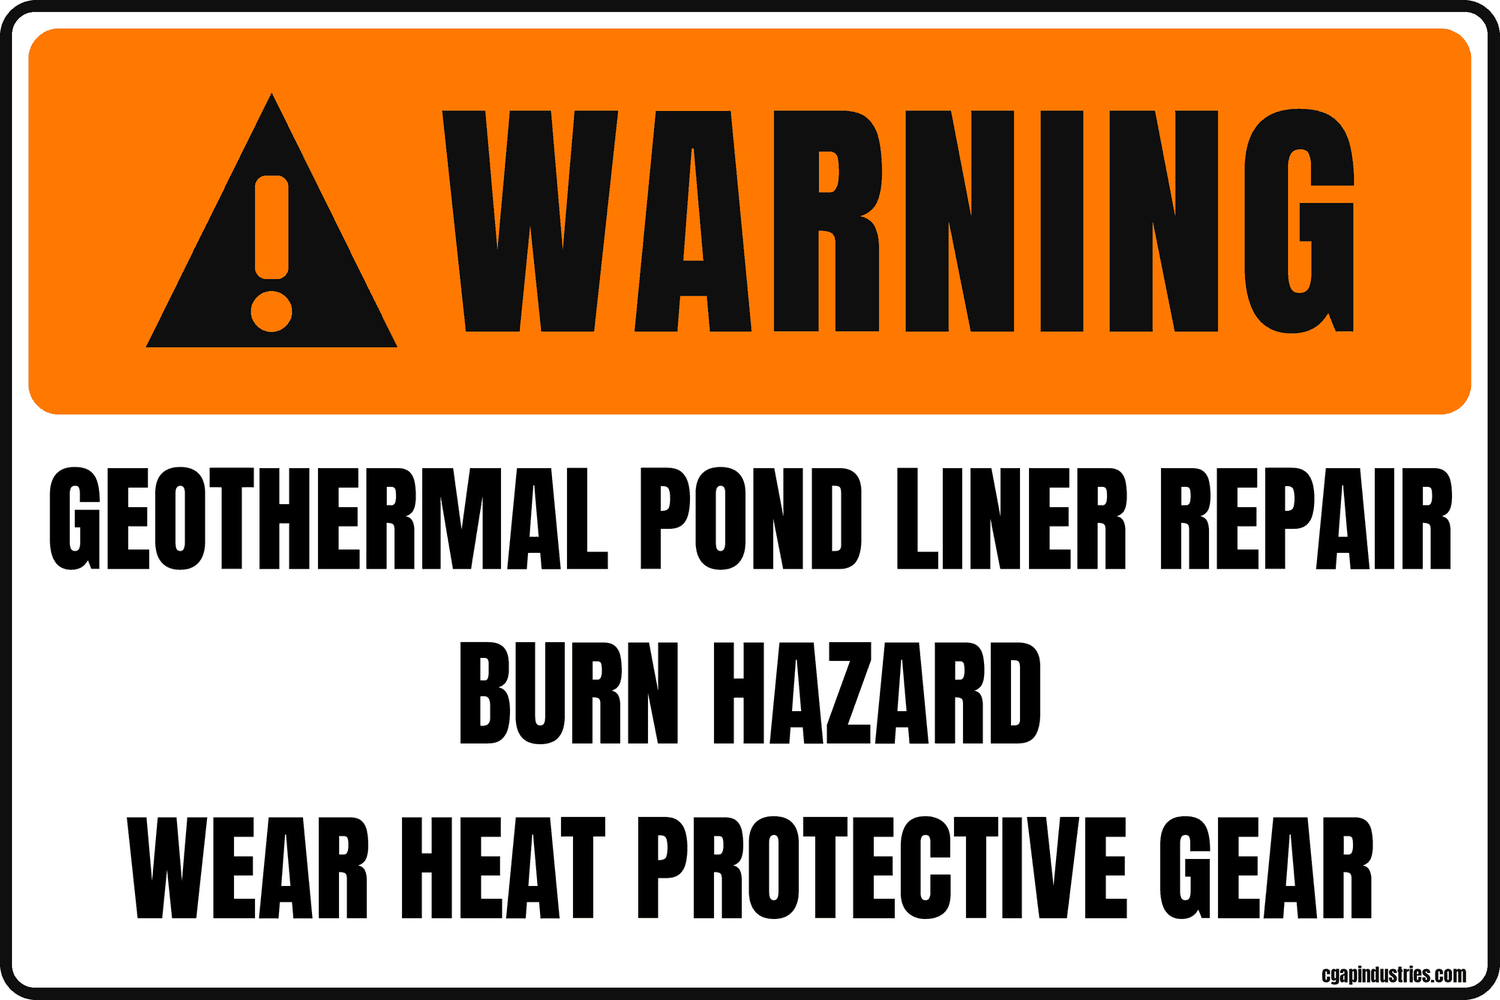 WARNING
GEOTHERMAL POND LINER REPAIR
BURN HAZARD
WEAR HEAT PROTECTIVE GEAR
cgapindustries.com